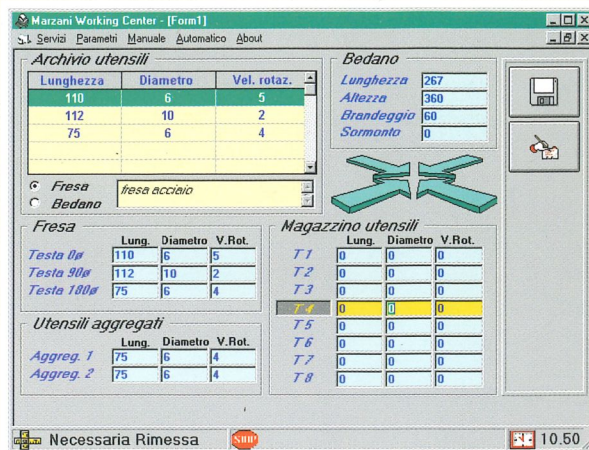 Marzani Working Center - [Form1]
Servizi Parametri Manuale Automatico About
Archivio utensili
Lunghezza Diametro Vel. rotaz.
110 6 5
112 10 2
75 6 4
Fresa
Bedano
fresa acciaio
Bedano
Lunghezza 267
Altezza 360
Brandeggio 60
Sormonto 0
Fresa
Lung. Diametro V.Rot.
Testa 0ø 110 6 5
Testa 90ø 112 10 2
Testa 180ø 75 6 4
Utensili aggregati
Lung. Diametro V.Rot.
Aggreg. 1 75 6 4
Aggreg. 2 75 6 4
Magazzino utensili
Lung. Diametro V.Rot.
T 1 0 0 0
T 2 0 0 0
T 3 0 0 0
T 4 0 0 0
T 5 0 0 0
T 6 0 0 0
T 7 0 0 0
T 8 0 0 0
Necessaria Rimessa
STOP
10.50